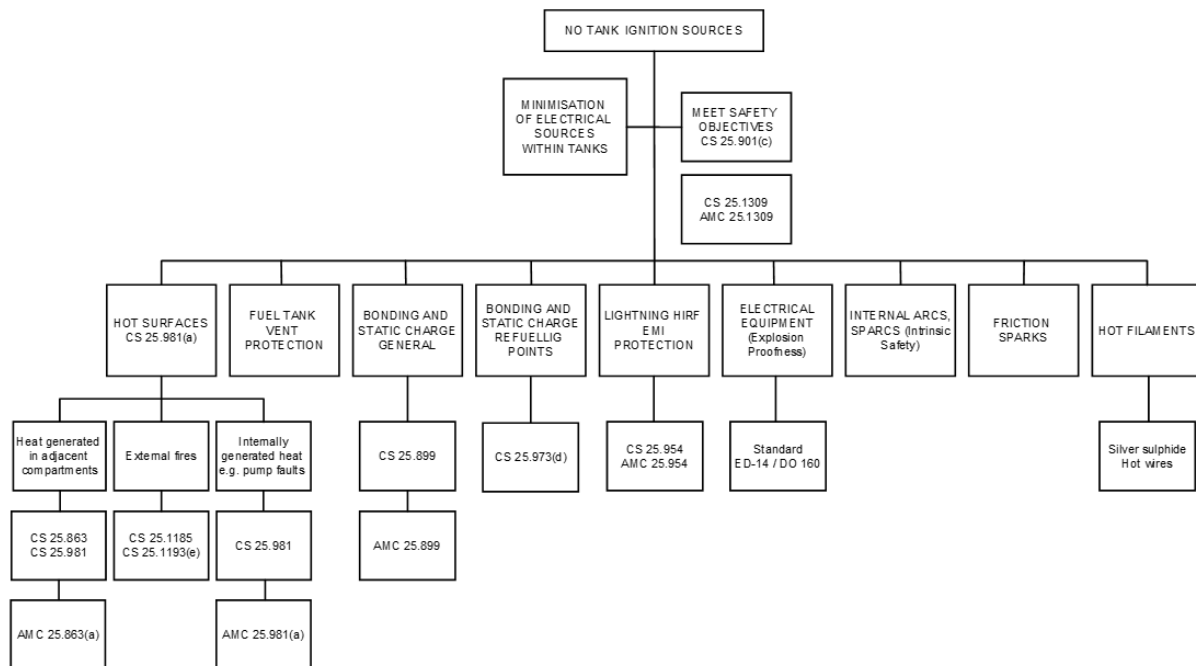 NO TANK IGNITION SOURCES
MINIMISATION
OF ELECTRICAL
SOURCES
WITHIN TANKS
MEET SAFETY
OBJECTIVES
CS 25.901(c)
CS 25.1309
AMC 25.1309
HOT SURFACES
CS 25.981(a)
FUEL TANK
VENT
PROTECTION
BONDING AND
STATIC CHARGE
GENERAL
BONDING AND
STATIC CHARGE
REFUELLIG
POINTS
LIGHTNING HIRF
EMI
PROTECTION
ELECTRICAL
EQUIPMENT
(Explosion
Proofness)
INTERNAL ARCS,
SPARCS (Intrinsic
Safety)
FRICTION
SPARKS
HOT FILAMENTS
Heat generated
in adjacent
compartments
External fires
Internally
generated heat
e.g. pump faults
CS 25.899
CS 25.973(d)
CS 25.954
AMC 25.954
Standard
ED-14 / DO 160
Silver sulphide
Hot wires
CS 25.863
CS 25.981
CS 25.1185
CS 25.1193(e)
CS 25.981
AMC 25.899
AMC 25.863(a)
AMC 25.981(a)